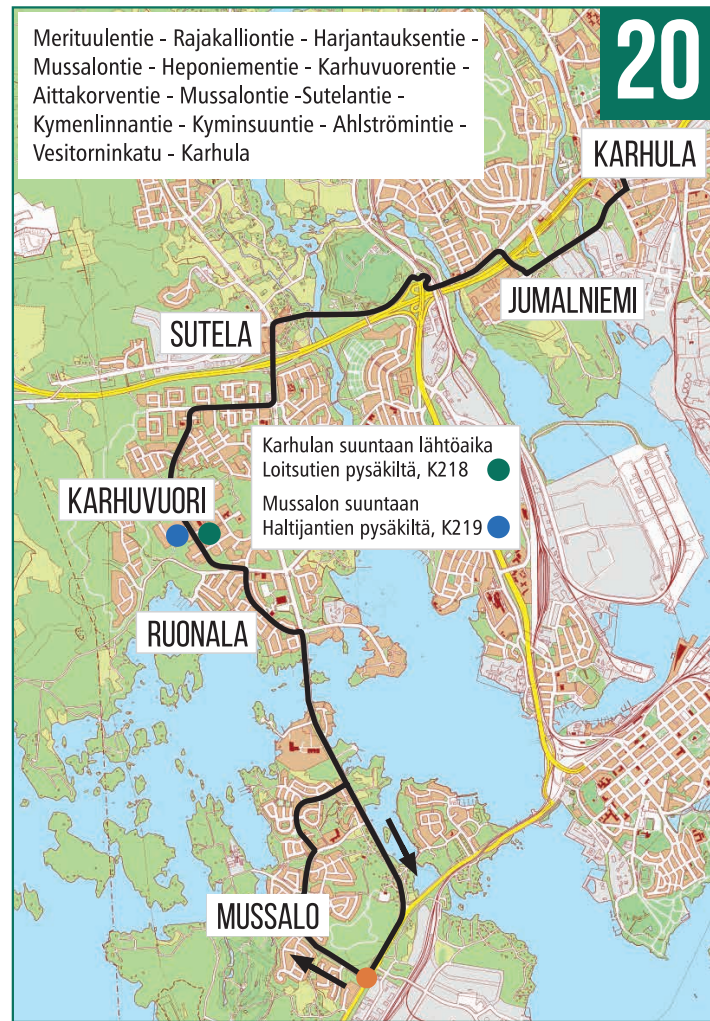 Merituulentie - Rajakalliontie - Harjantauksentie -
Mussalontie - Heponiementie - Karhuvuorentie -
Aittakorventie - Mussalontie -Sutelantie -
Kymenlinnantie - Kyminsuuntie - Ahlströmintie -
Vesitorninkatu - Karhula
20
KARHULA
JUMALNIEMI
SUTELA
Karhulan suuntaan lähtöaika
Loitsutien pysäkiltä, K218
Mussalon suuntaan
Haltijantien pysäkiltä, K219
KARHUVUORI
RUONALA
MUSSALO